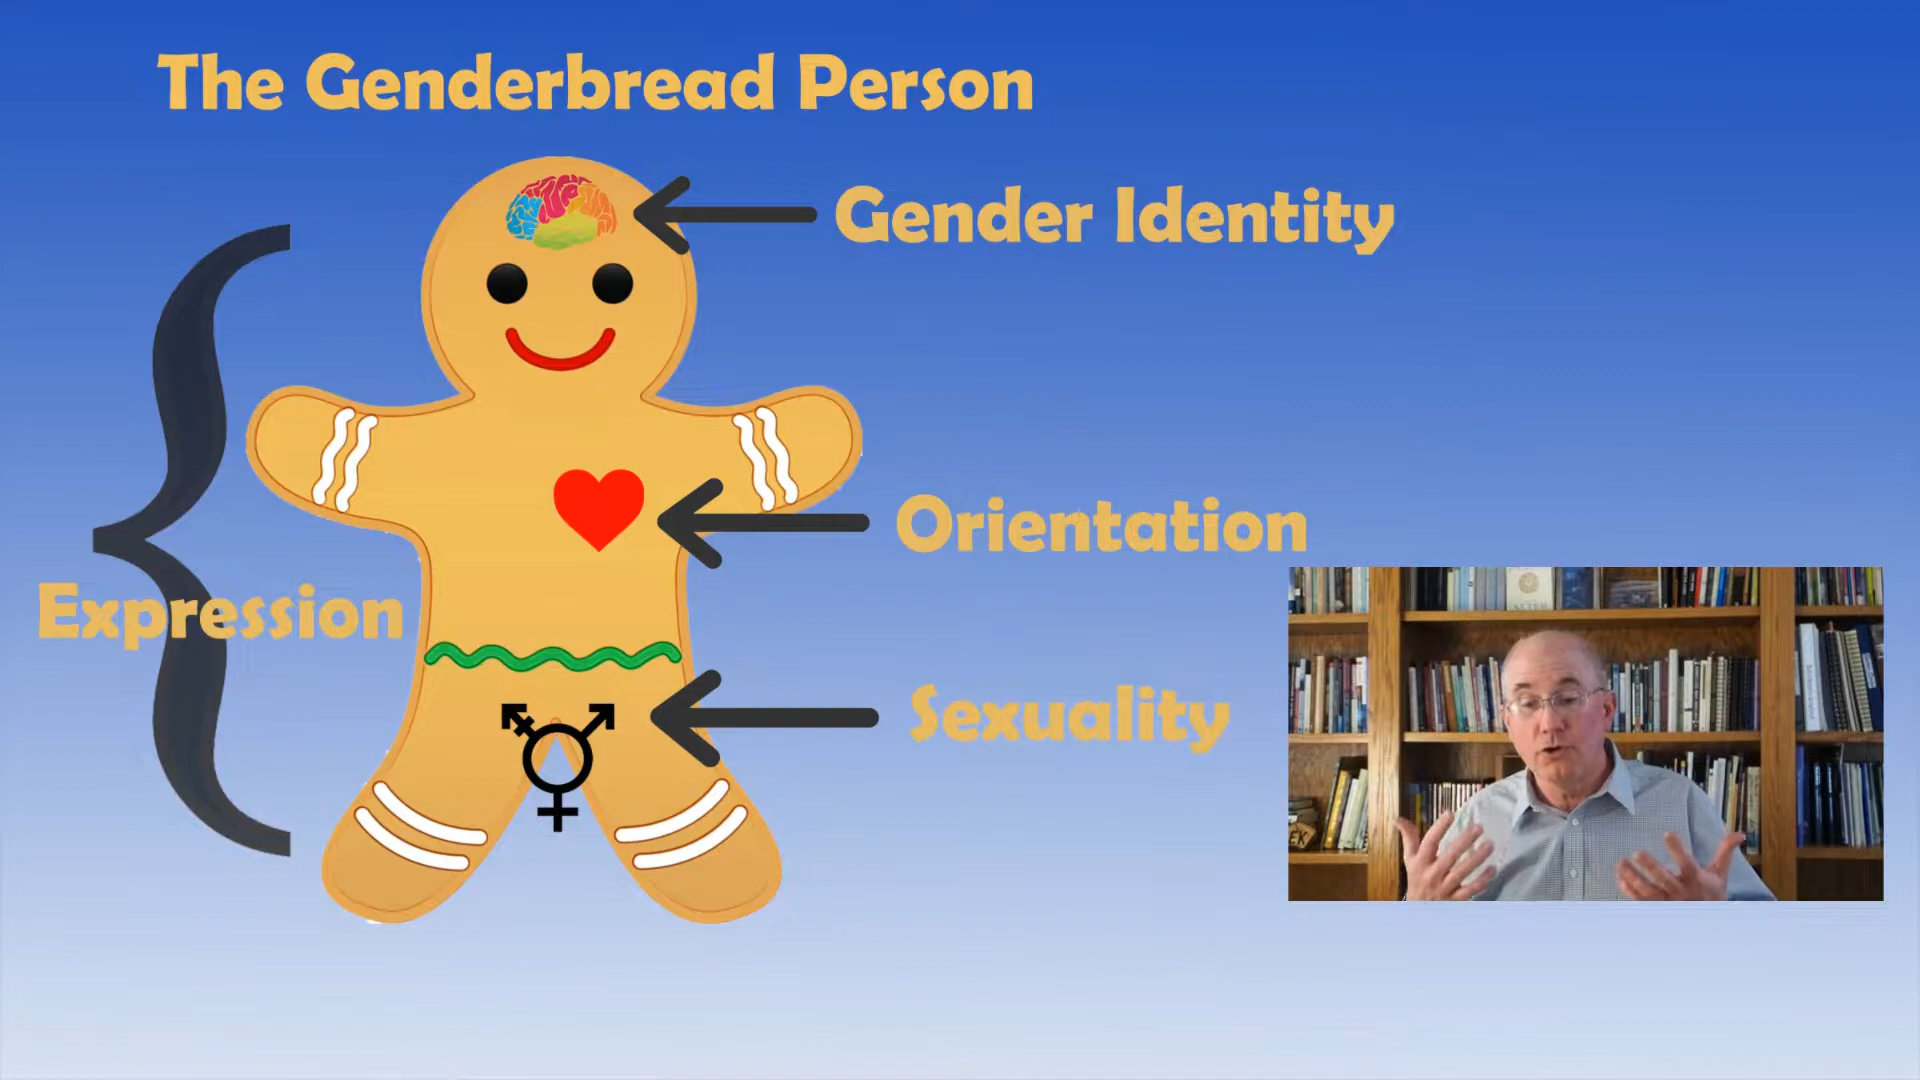 The Genderbread Person
Gender Identity
Orientation
Expression
Sexuality